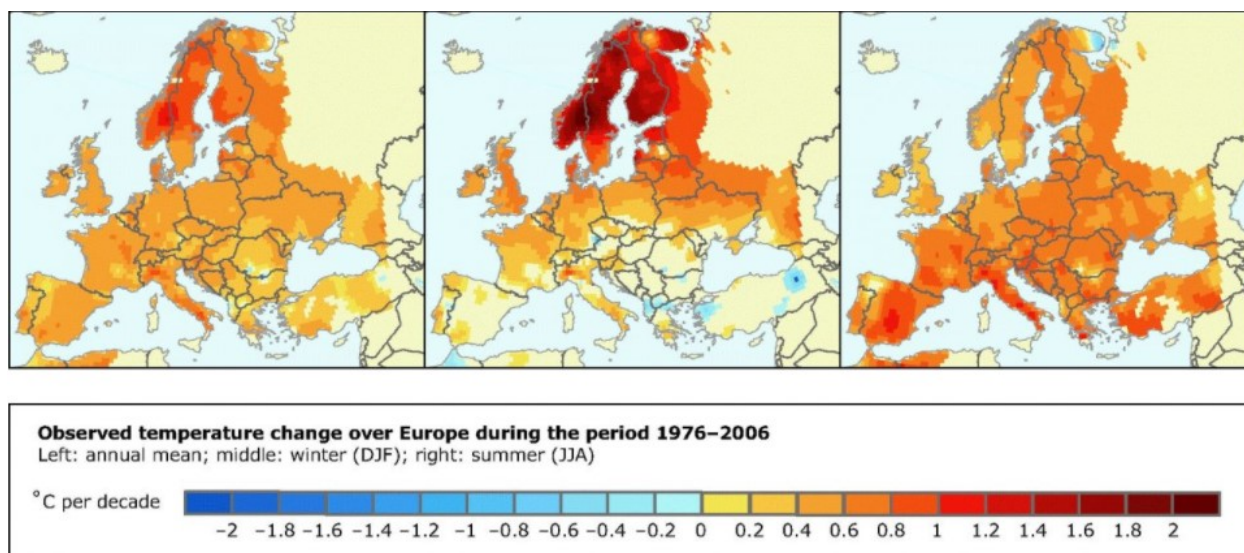 Observed temperature change over Europe during the period 1976–2006
Left: annual mean; middle: winter (DJF); right: summer (JJA)
°C per decade
−2 −1.8 −1.6 −1.4 −1.2 −1 −0.8 −0.6 −0.4 −0.2 0 0.2 0.4 0.6 0.8 1 1.2 1.4 1.6 1.8 2